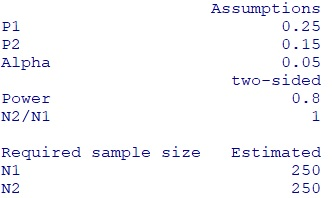 Assumptions
P1 0.25
P2 0.15
Alpha 0.05
two-sided
Power 0.8
N2/N1 1
Required sample size Estimated
N1 250
N2 250